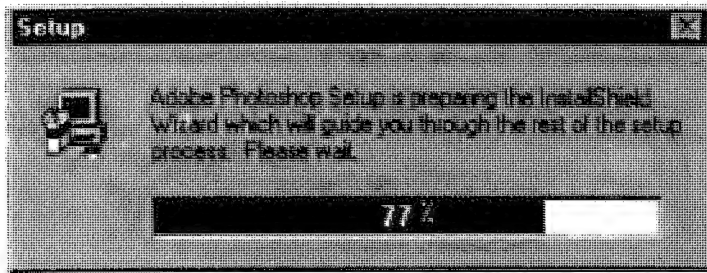 Setup
Adobe Photoshop Setup is preparing the InstallShield
Wizard which will guide you through the rest of the setup
process. Please wait.
77 %